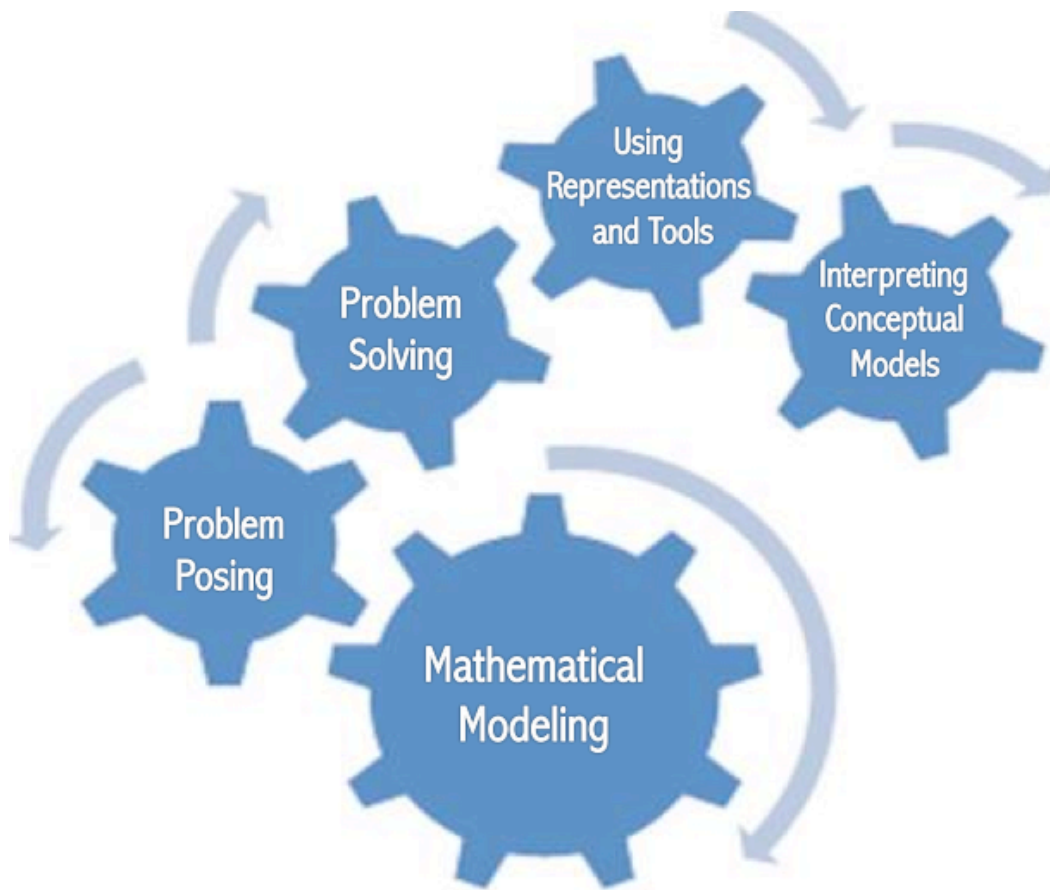 Using
Representations
and Tools
Interpreting
Conceptual
Models
Problem
Solving
Problem
Posing
Mathematical
Modeling